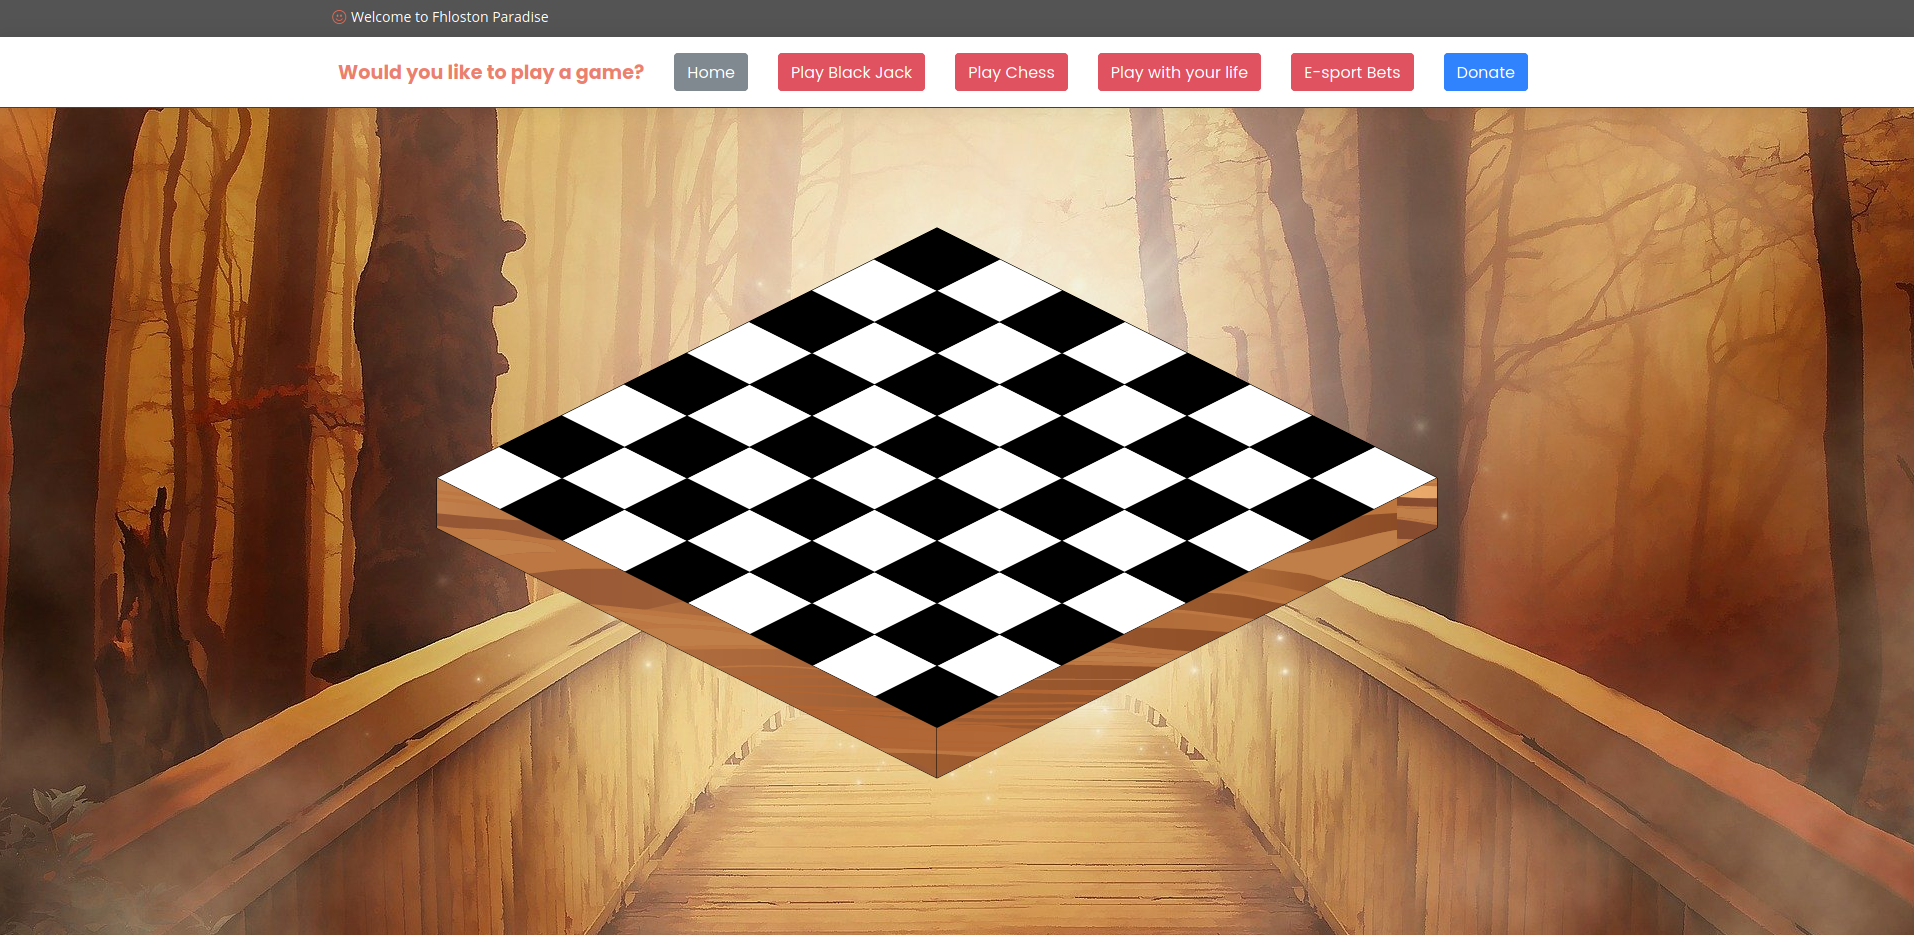 Welcome to Fhloston Paradise
Would you like to play a game?
Home
Play Black Jack
Play Chess
Play with your life
E-sport Bets
Donate